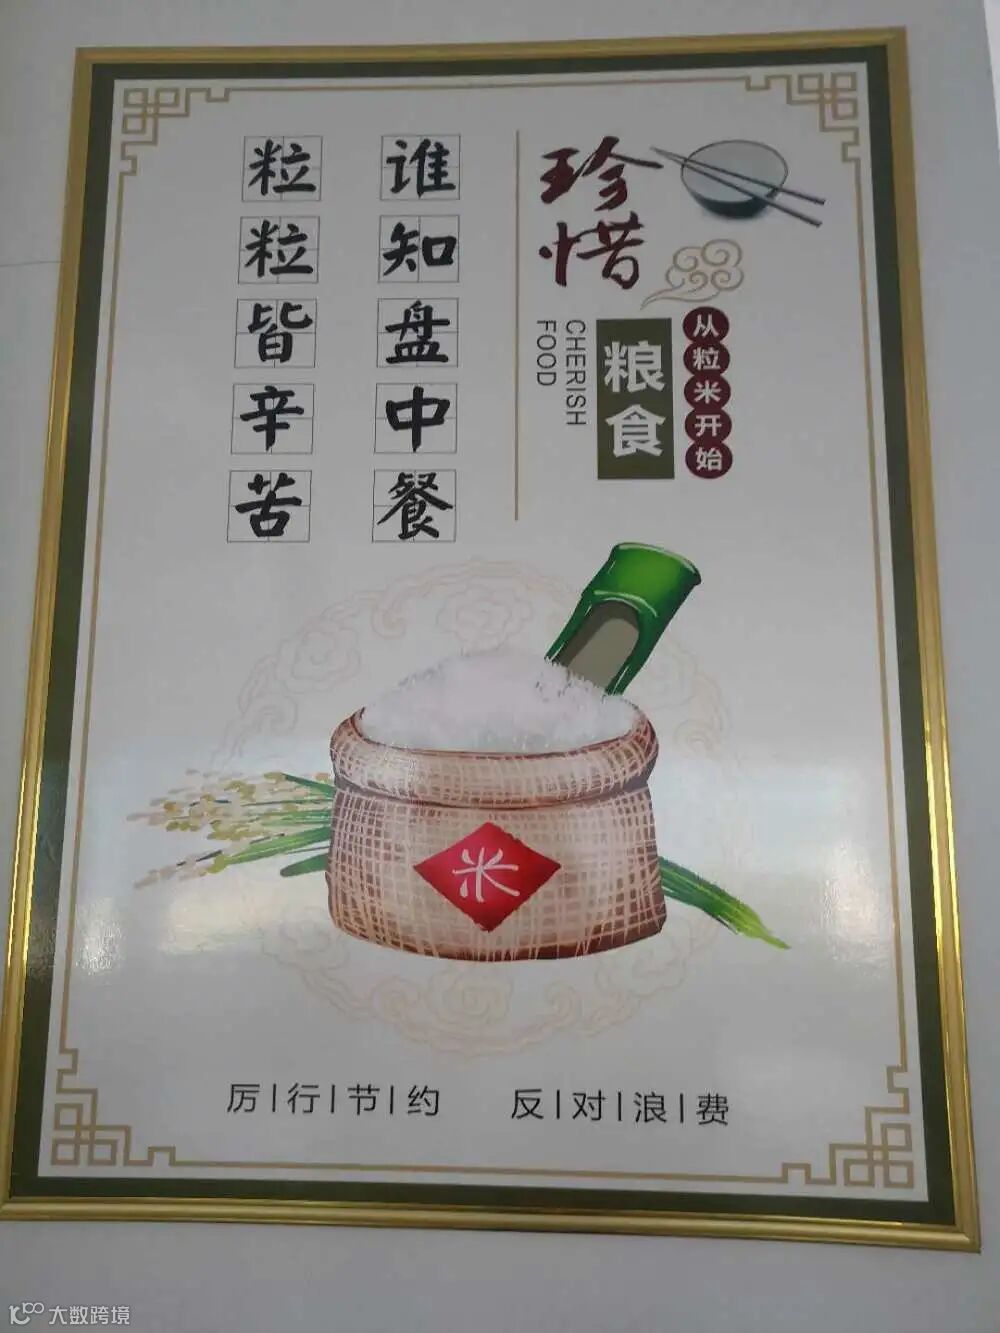 珍惜
粮食
从粒米开始
CHERISH
FOOD
谁知盘中餐
粒粒皆辛苦
米
厉行节约 反对浪费
大数跨境